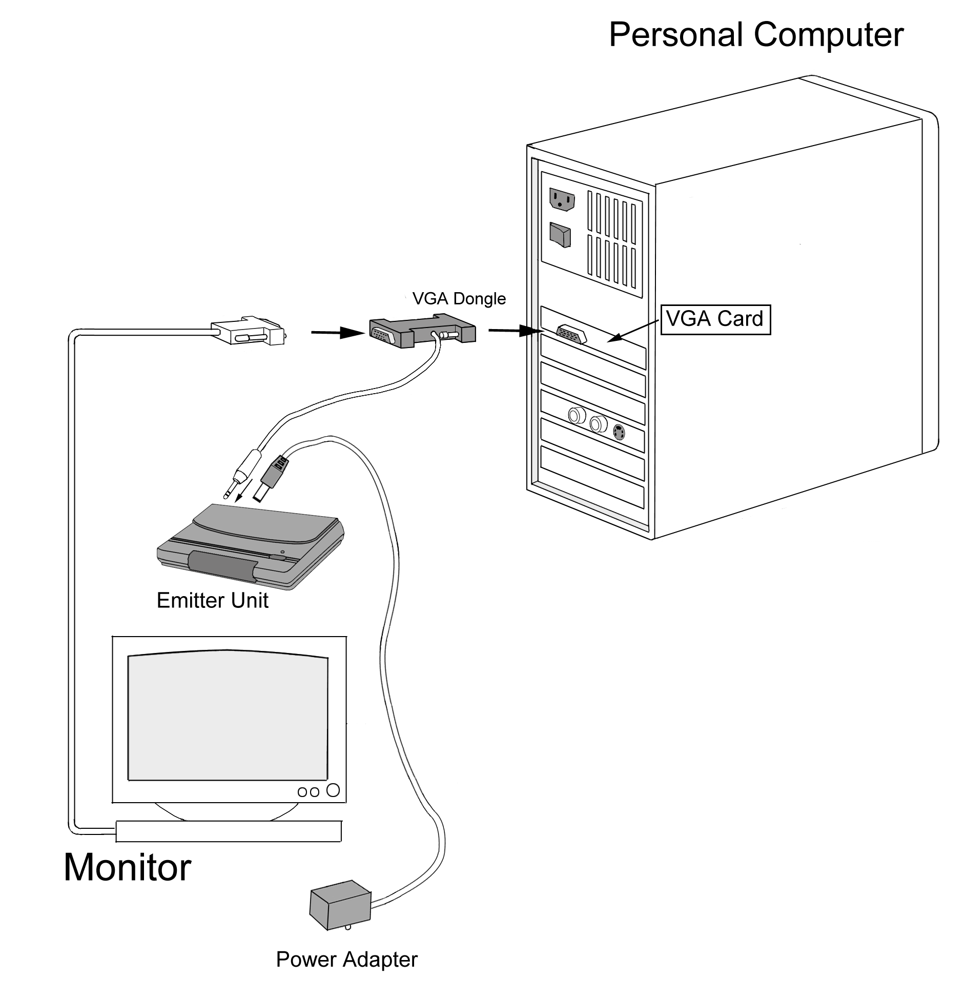 Personal Computer
VGA Dongle
VGA Card
Emitter Unit
Monitor
Power Adapter